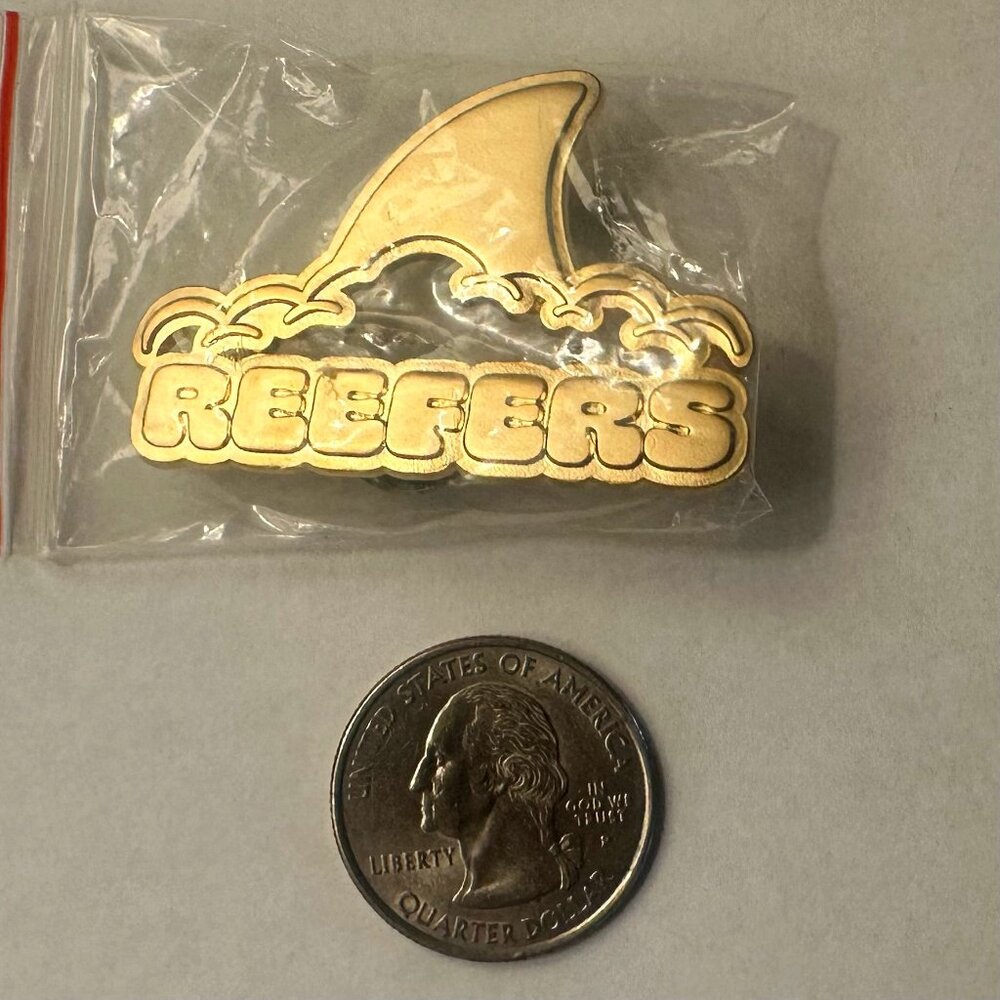 REEFERS
UNITED STATES OF AMERICA
IN
GOD WE
TRUST
P
LIBERTY
QUARTER DOLLAR